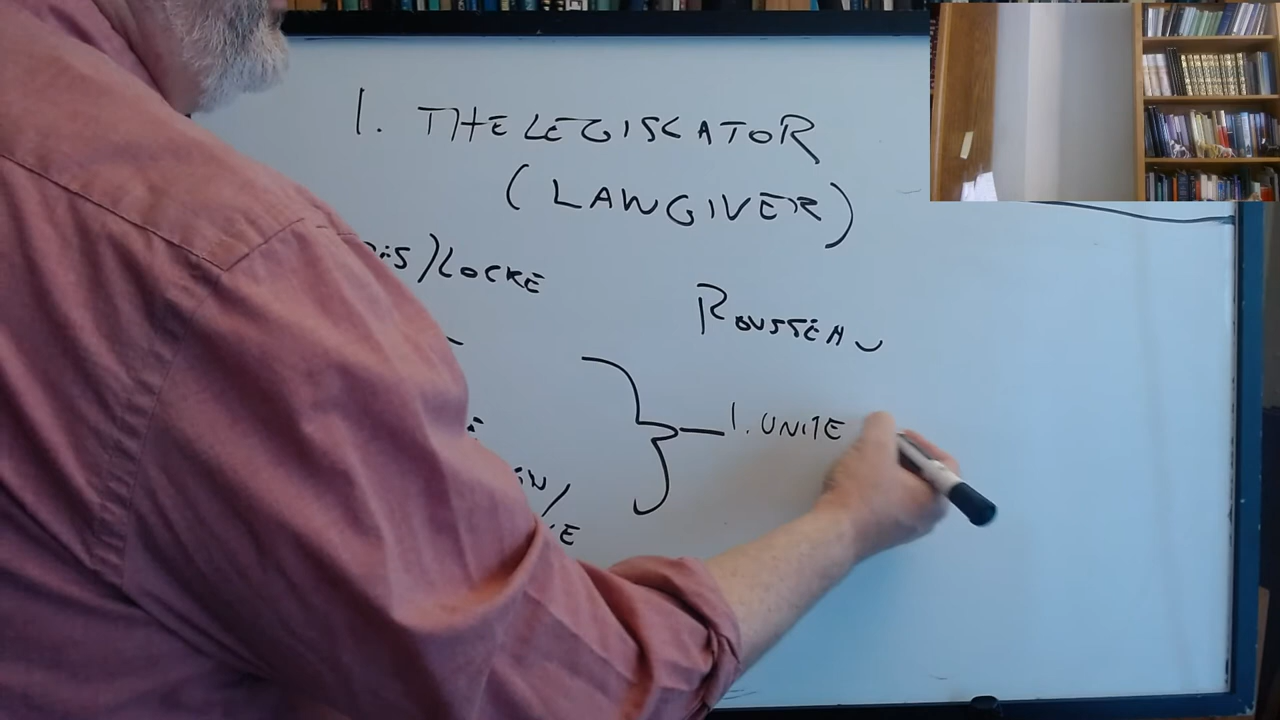 1. THE LEGISLATOR
(LAWGIVER)
/LOCKE
ROUSSEAU
1. UNITE